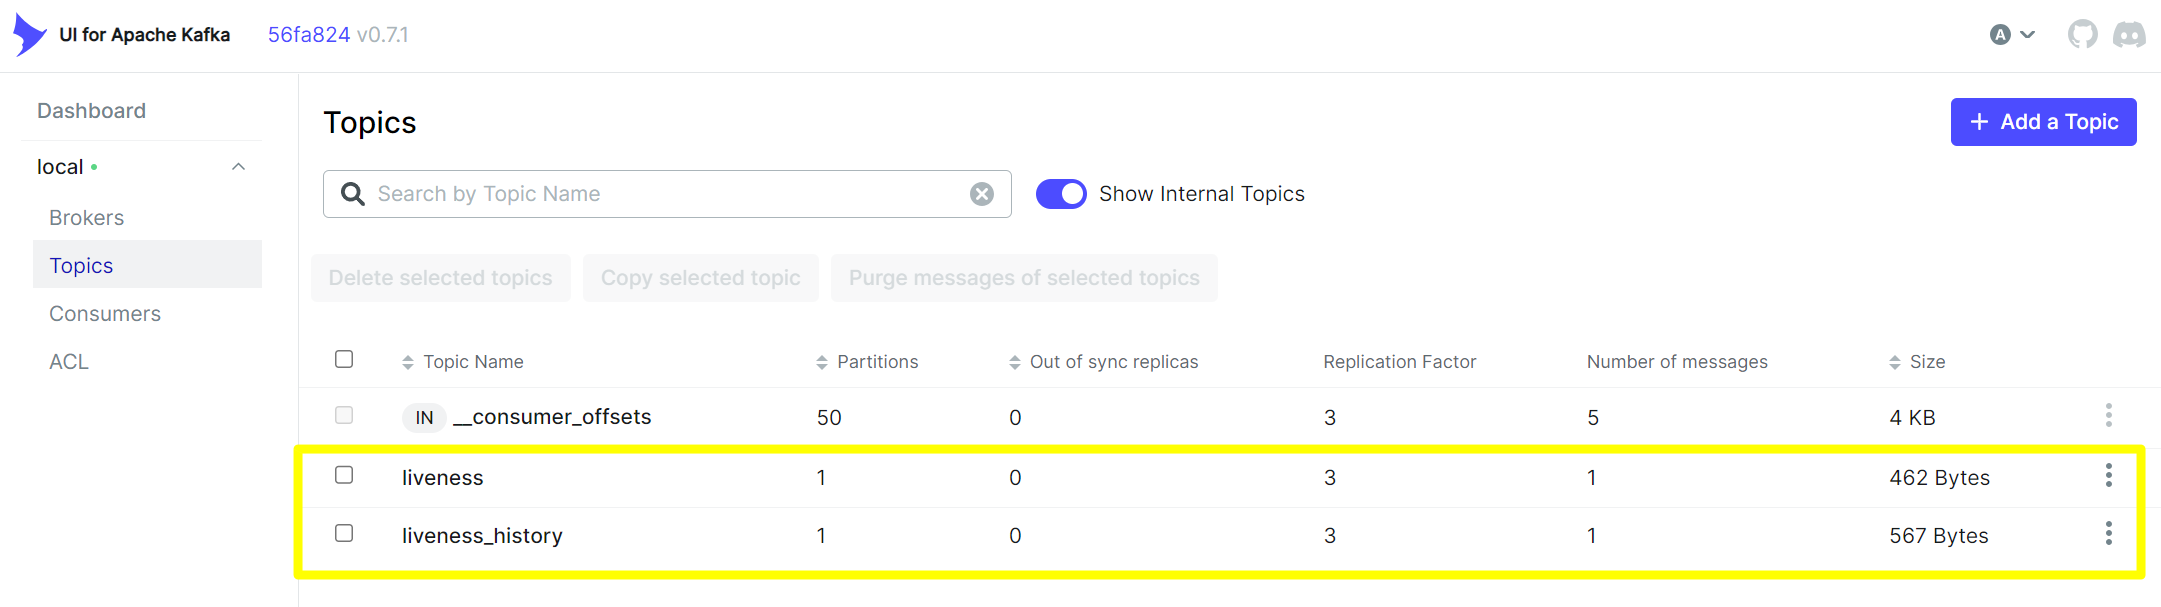 UI for Apache Kafka 56fa824 v0.7.1 A
Dashboard
local
Brokers
Topics
Consumers
ACL
Topics
Add a Topic
Search by Topic Name
Show Internal Topics
Delete selected topics Copy selected topic Purge messages of selected topics
Topic Name Partitions Out of sync replicas Replication Factor Number of messages Size
IN __consumer_offsets 50 0 3 5 4 KB
liveness 1 0 3 1 462 Bytes
liveness_history 1 0 3 1 567 Bytes